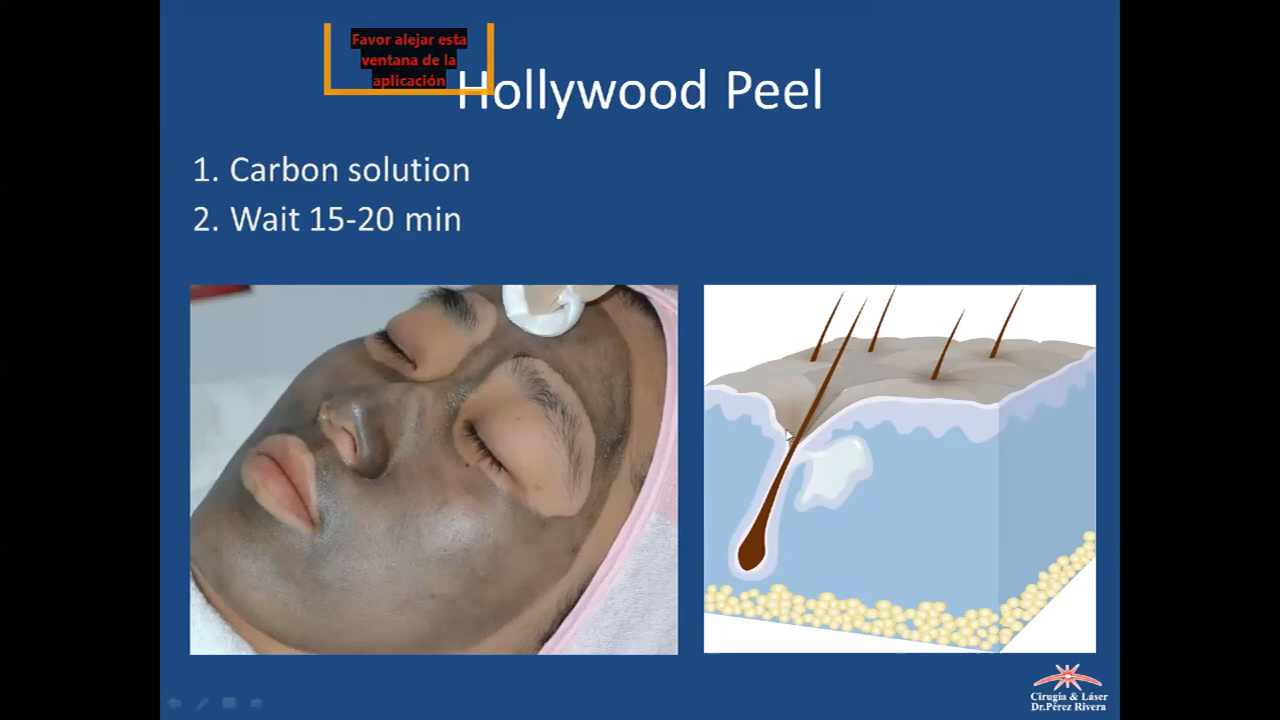 Favor alejar esta
ventana de la
aplicación
Hollywood Peel
1. Carbon solution
2. Wait 15-20 min
Cirugía & Láser
Dr.Pérez Rivera